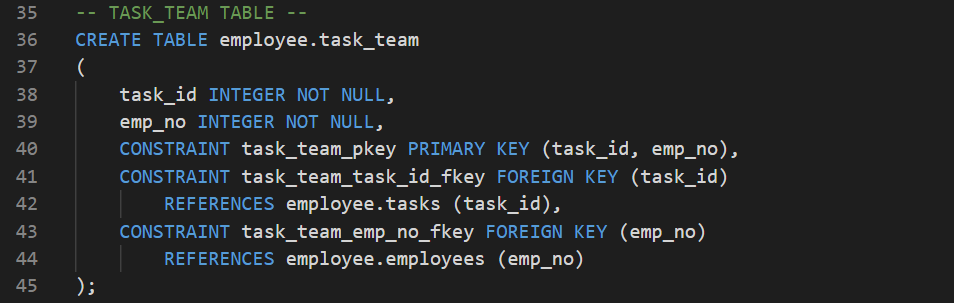 35 -- TASK_TEAM TABLE --
36 CREATE TABLE employee.task_team
37 (
38     task_id INTEGER NOT NULL,
39     emp_no INTEGER NOT NULL,
40     CONSTRAINT task_team_pkey PRIMARY KEY (task_id, emp_no),
41     CONSTRAINT task_team_task_id_fkey FOREIGN KEY (task_id)
42         REFERENCES employee.tasks (task_id),
43     CONSTRAINT task_team_emp_no_fkey FOREIGN KEY (emp_no)
44         REFERENCES employee.employees (emp_no)
45 );